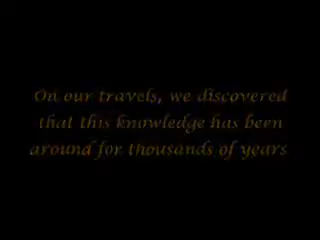 On our travels, we discovered
that this knowledge has been
around for thousands of years